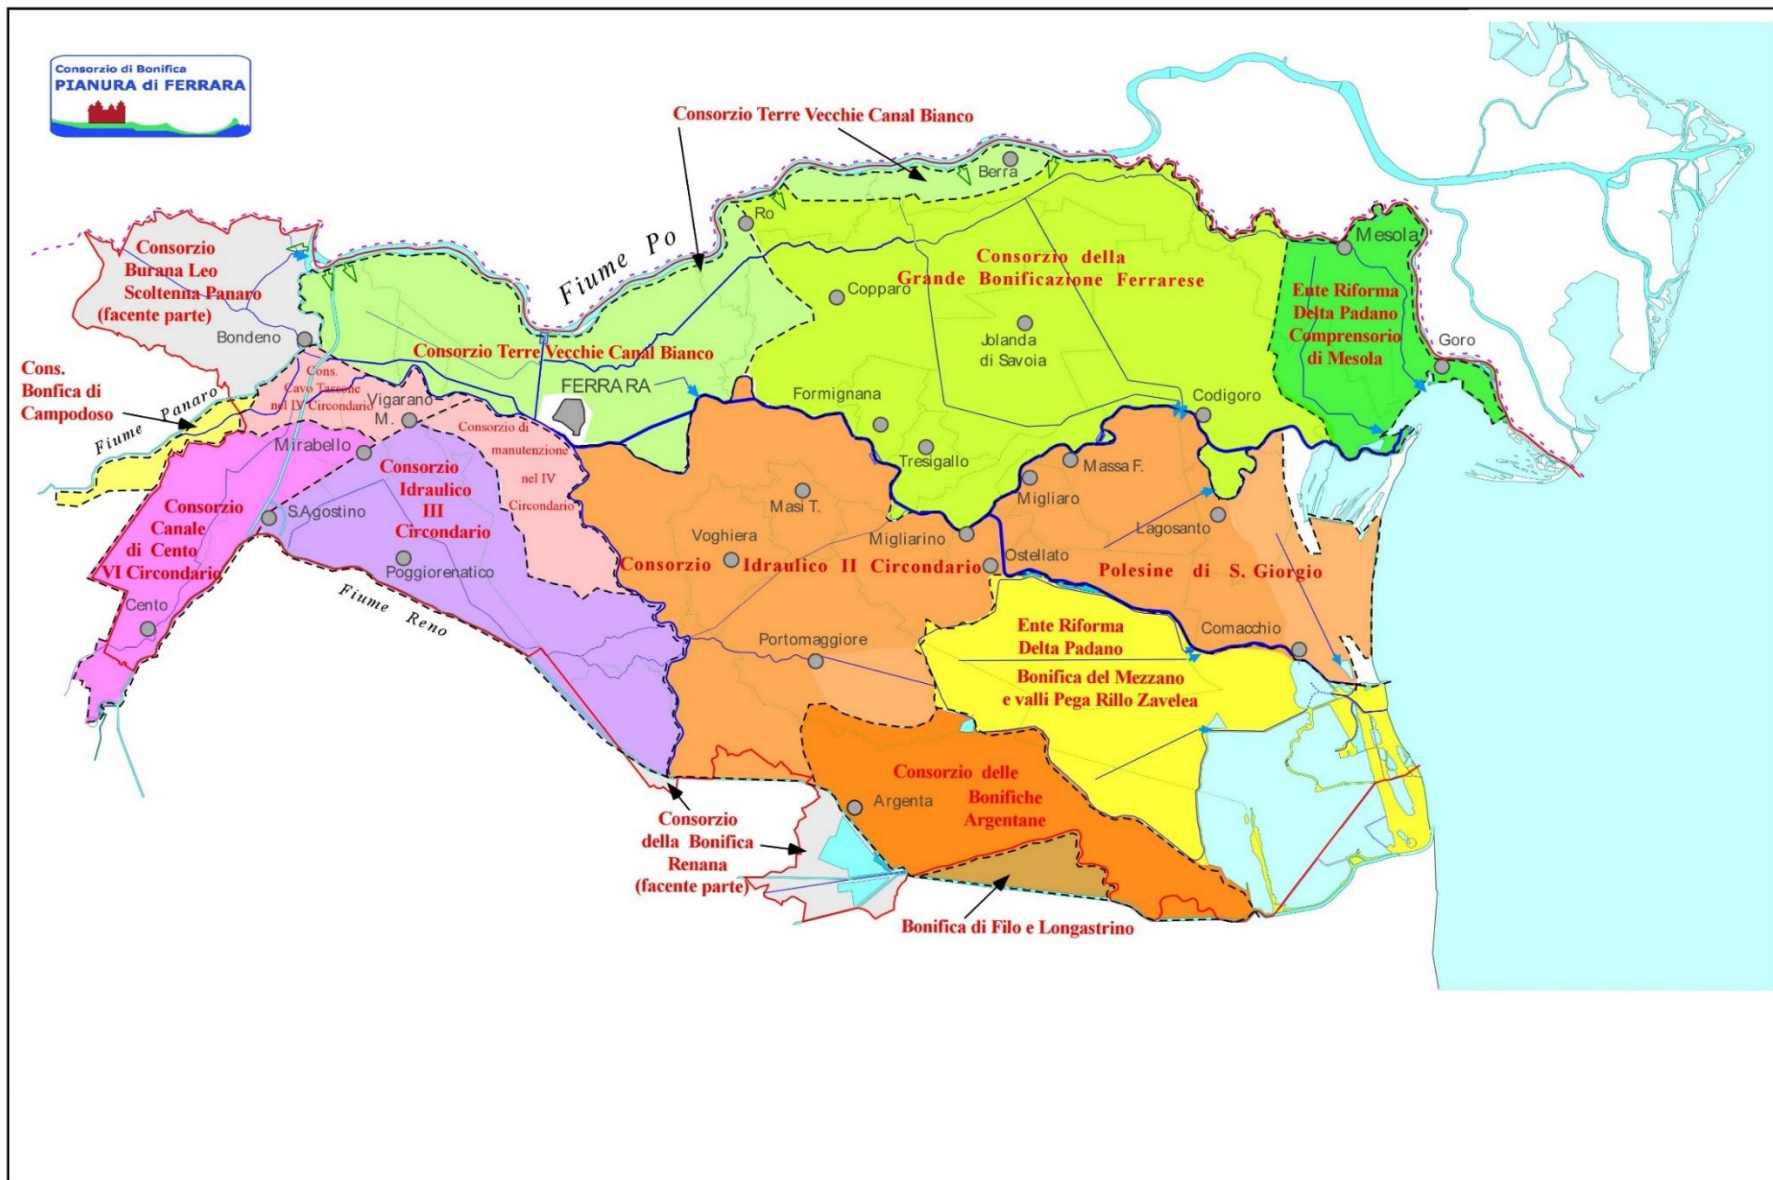 Consorzio di Bonifica
PIANURA di FERRARA
Consorzio Terre Vecchie Canal Bianco
Berra
Ro
Fiume Po
Consorzio
Burana Leo
Scoltenna Panaro
(facente parte)
Bondeno
Consorzio della
Grande Bonificazione Ferrarese
Copparo
Jolanda
di Savoia
Mesola
Ente Riforma
Delta Padano
Comprensorio
di Mesola
Goro
Consorzio Terre Vecchie Canal Bianco
FERRARA
Formignana
Tresigallo
Codigoro
Cons.
Bonfica di
Campodoso
Fiume Panaro
Cons.
Cavo Tassone
nel IV Circondario
Vigarano
M.
Mirabello
Consorzio di
manutenzione
nel IV
Circondario
Consorzio
Idraulico
III
Circondario
Consorzio
Canale
di Cento
VI Circondario
S.Agostino
Poggiorenatico
Cento
Fiume Reno
Masi T.
Voghiera
Migliarino
Massa F.
Migliaro
Lagosanto
Ostellato
Consorzio Idraulico II Circondario
Polesine di S. Giorgio
Portomaggiore
Comacchio
Ente Riforma
Delta Padano
Bonifica del Mezzano
e valli Pega Rillo Zavelea
Consorzio delle
Bonifiche
Argentane
Argenta
Consorzio
della Bonifica
Renana
(facente parte)
Bonifica di Filo e Longastrino